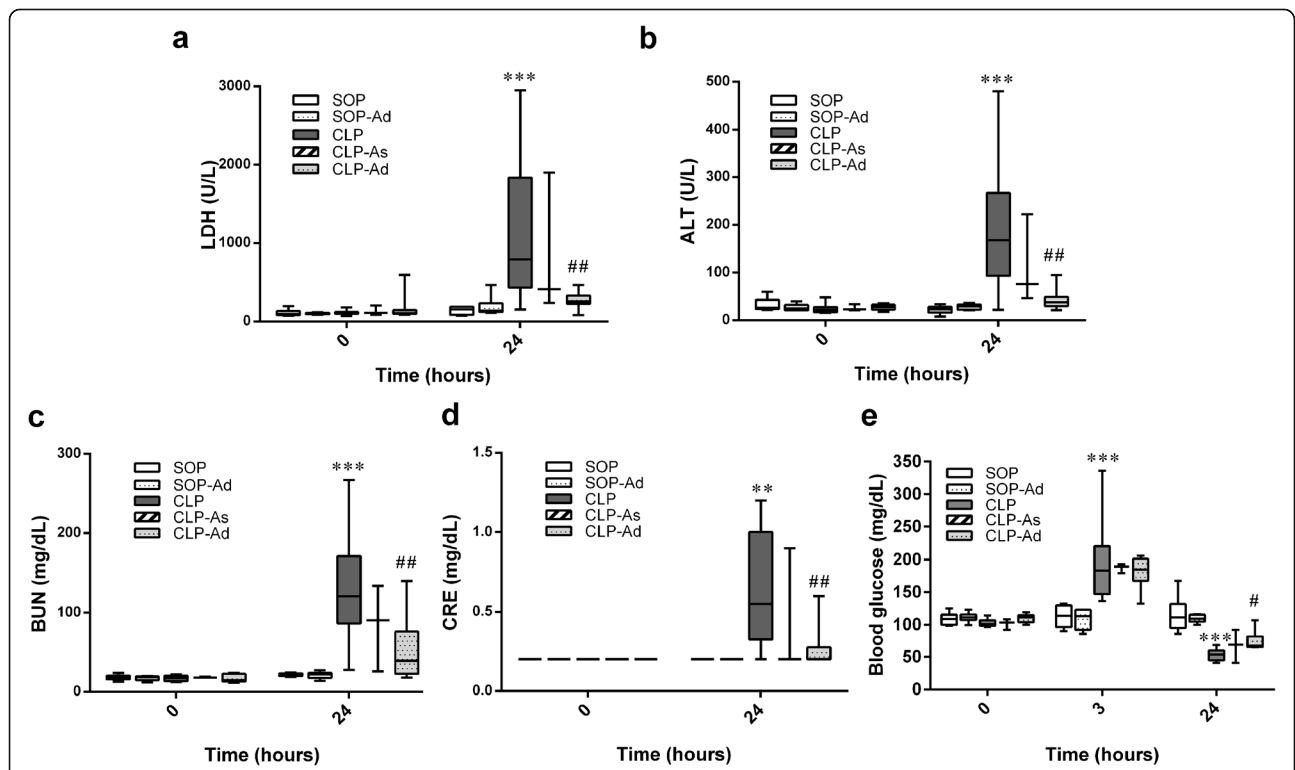 a
LDH (U/L)
3000
2000
1000
0
SOP
SOP-Ad
CLP
CLP-As
CLP-Ad
***
##
0
24
Time (hours)
b
ALT (U/L)
500
400
300
200
100
0
SOP
SOP-Ad
CLP
CLP-As
CLP-Ad
***
##
0
24
Time (hours)
c
BUN (mg/dL)
300
200
100
0
SOP
SOP-Ad
CLP
CLP-As
CLP-Ad
***
##
0
24
Time (hours)
d
CRE (mg/dL)
1.5
1.0
0.5
0.0
SOP
SOP-Ad
CLP
CLP-As
CLP-Ad
**
##
0
24
Time (hours)
e
Blood glucose (mg/dL)
350
300
250
200
150
100
50
0
SOP
SOP-Ad
CLP
CLP-As
CLP-Ad
***
***
#
0
3
24
Time (hours)